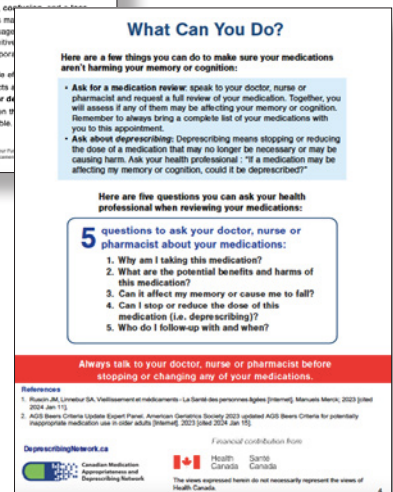 What Can You Do?
Here are a few things you can do to make sure your medications
aren't harming your memory or cognition:
• Ask for a medication review: speak to your doctor, nurse or
pharmacist and request a full review of your medication. Together, you
will assess if any of them may be affecting your memory or cognition.
Remember to always bring a complete list of your medications with
you to this appointment.
• Ask about deprescribing: Deprescribing means stopping or reducing
the dose of a medication that may no longer be necessary or may be
causing harm. Ask your health professional : "If a medication may be
affecting my memory or cognition, could it be deprescribed?"
Here are five questions you can ask your health
professional when reviewing your medications:
5 questions to ask your doctor, nurse or
pharmacist about your medications:
1. Why am I taking this medication?
2. What are the potential benefits and harms of
this medication?
3. Can it affect my memory or cause me to fall?
4. Can I stop or reduce the dose of this
medication (i.e. deprescribing)?
5. Who do I follow-up with and when?
Always talk to your doctor, nurse or pharmacist before
stopping or changing any of your medications.
References
1. Ruscin JM, Linnebur SA. Vieillissement et médicaments - La Santé des personnes âgées [Internet]. Manuels Merck; 2023 [cited
2024 Jan 11].
2. AGS Beers Criteria Update Expert Panel. American Geriatrics Society 2023 updated AGS Beers Criteria for potentially
inappropriate medication use in older adults [Internet]. 2023 [cited 2024 Jan 15].
Financial contribution from
DeprescribingNetwork.ca
Canadian Medication
Appropriateness and
Deprescribing Network
Health Canada
Santé Canada
The views expressed herein do not necessarily represent the views of
Health Canada.
4